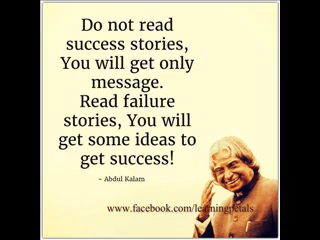 Do not read
success stories,
You will get only
message.
Read failure
stories, You will
get some ideas to
get success!
~ Abdul Kalam
www.facebook.com/learningpetals